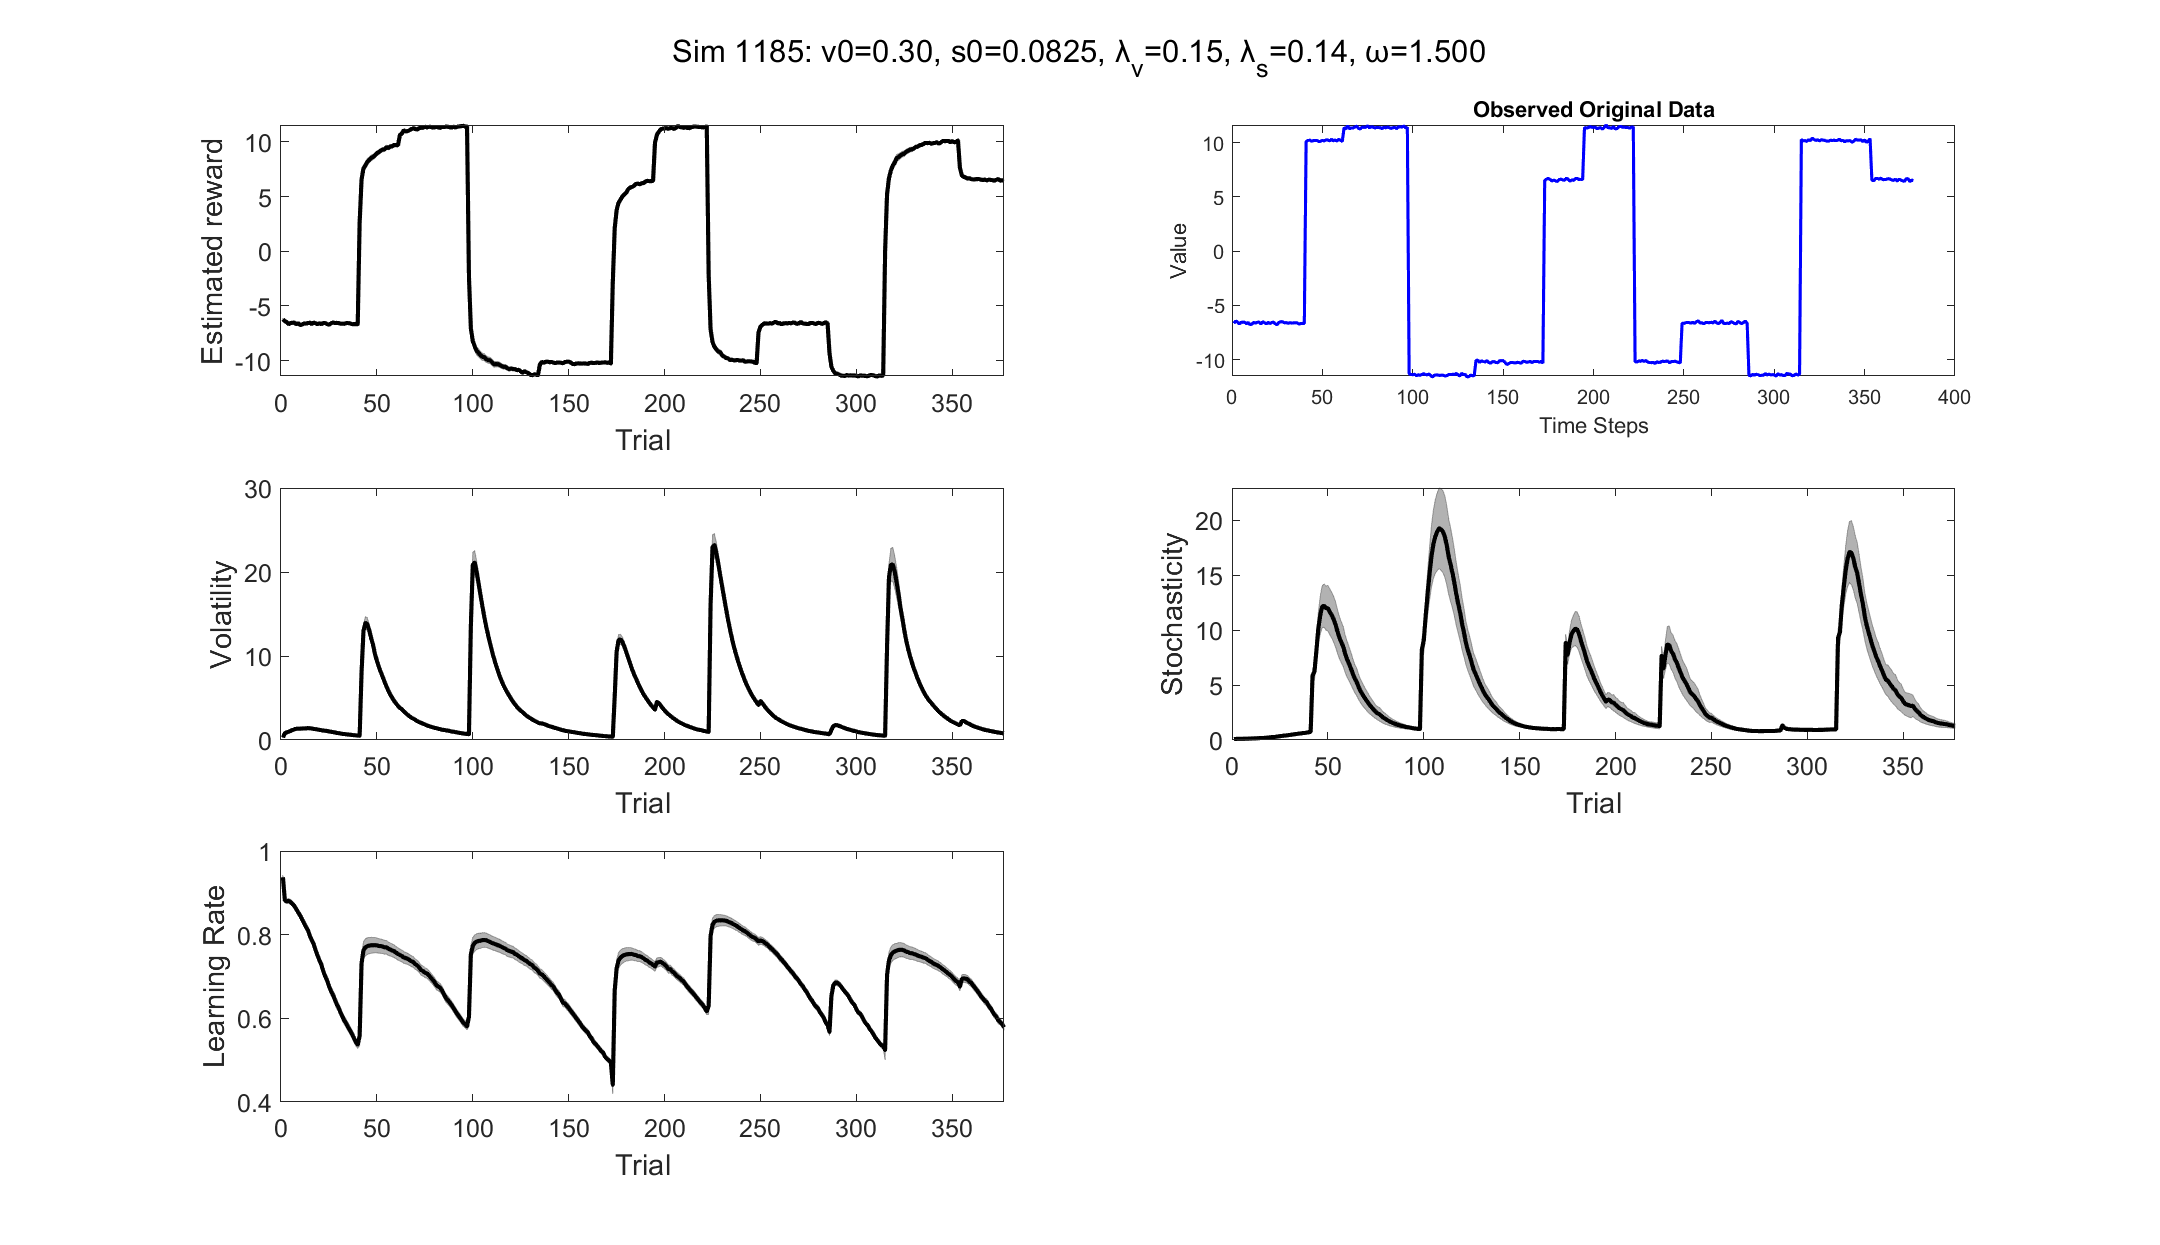 Sim 1185: v0=0.30, s0=0.0825, λ_v=0.15, λ_s=0.14, ω=1.500
Estimated reward
10
5
0
-5
-10
0 50 100 150 200 250 300 350
Trial
Observed Original Data
Value
10
5
0
-5
-10
0 50 100 150 200 250 300 350 400
Time Steps
Volatility
30
20
10
0
0 50 100 150 200 250 300 350
Trial
Stochasticity
20
15
10
5
0
0 50 100 150 200 250 300 350
Trial
Learning Rate
1
0.8
0.6
0.4
0 50 100 150 200 250 300 350
Trial